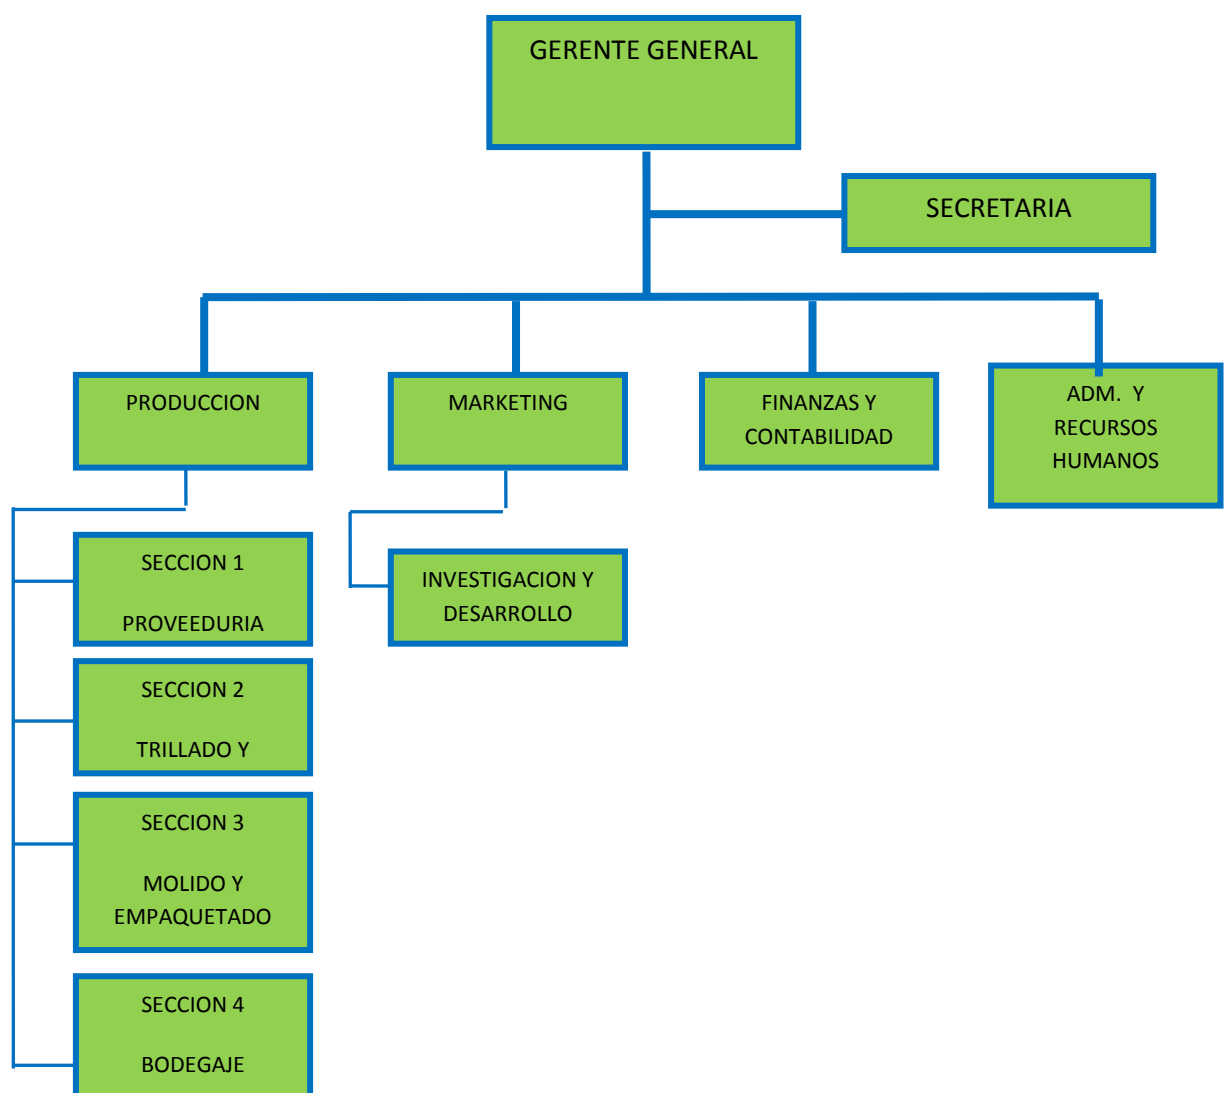 GERENTE GENERAL
SECRETARIA
PRODUCCION
MARKETING
FINANZAS Y
CONTABILIDAD
ADM. Y
RECURSOS
HUMANOS
SECCION 1
PROVEEDURIA
INVESTIGACION Y
DESARROLLO
SECCION 2
TRILLADO Y
SECCION 3
MOLIDO Y
EMPAQUETADO
SECCION 4
BODEGAJE